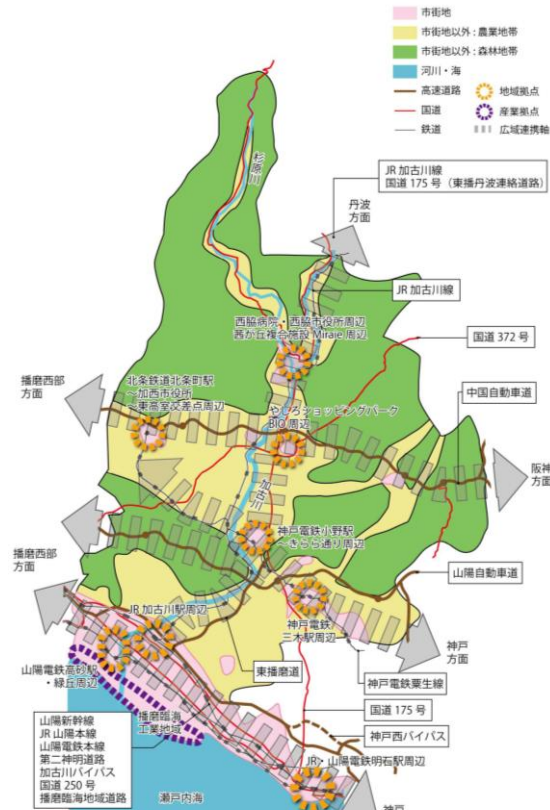 市街地
市街地以外：農業地帯
市街地以外：森林地帯
河川・海
高速道路
地域拠点
国道
産業拠点
鉄道
広域連携軸
JR 加古川線
国道 175 号（東播丹波連絡道路）
丹波
方面
杉原川
JR 加古川線
西脇病院・西脇市役所周辺
茜が丘複合施設 Miraie 周辺
国道 372 号
播磨西部
方面
北条鉄道北条町駅
～加西市役所
～東高室交差点周辺
やしろショッピングパーク
BIO 周辺
中国自動車道
阪神
方面
加古川
神戸電鉄小野駅
～きらら通り周辺
播磨西部
方面
山陽自動車道
JR 加古川駅周辺
神戸電鉄
三木駅周辺
神戸
方面
山陽電鉄高砂駅
・緑丘周辺
東播磨道
神戸電鉄粟生線
播磨臨海
工業地域
国道 175 号
山陽新幹線
JR 山陽本線
山陽電鉄本線
第二神明道路
加古川バイパス
国道 250 号
播磨臨海地域道路
神戸西バイパス
JR・山陽電鉄明石駅周辺
瀬戸内海
神戸